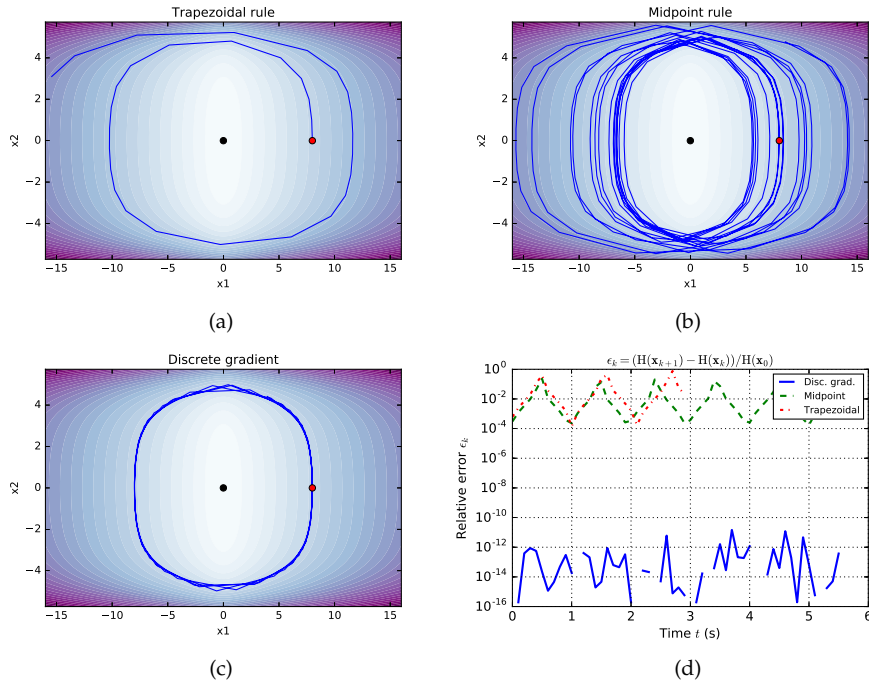 Trapezoidal rule
x2
4
2
0
−2
−4
−15 −10 −5 0 5 10 15
x1
(a)
Midpoint rule
x2
4
2
0
−2
−4
−15 −10 −5 0 5 10 15
x1
(b)
Discrete gradient
x2
4
2
0
−2
−4
−15 −10 −5 0 5 10 15
x1
(c)
ϵₖ = (H(xₖ₊₁) − H(xₖ))/H(x₀)
Relative error ϵₖ
10⁰
10⁻²
10⁻⁴
10⁻⁶
10⁻⁸
10⁻¹⁰
10⁻¹²
10⁻¹⁴
10⁻¹⁶
Disc. grad.
Midpoint
Trapezoidal
0 1 2 3 4 5 6
Time t (s)
(d)